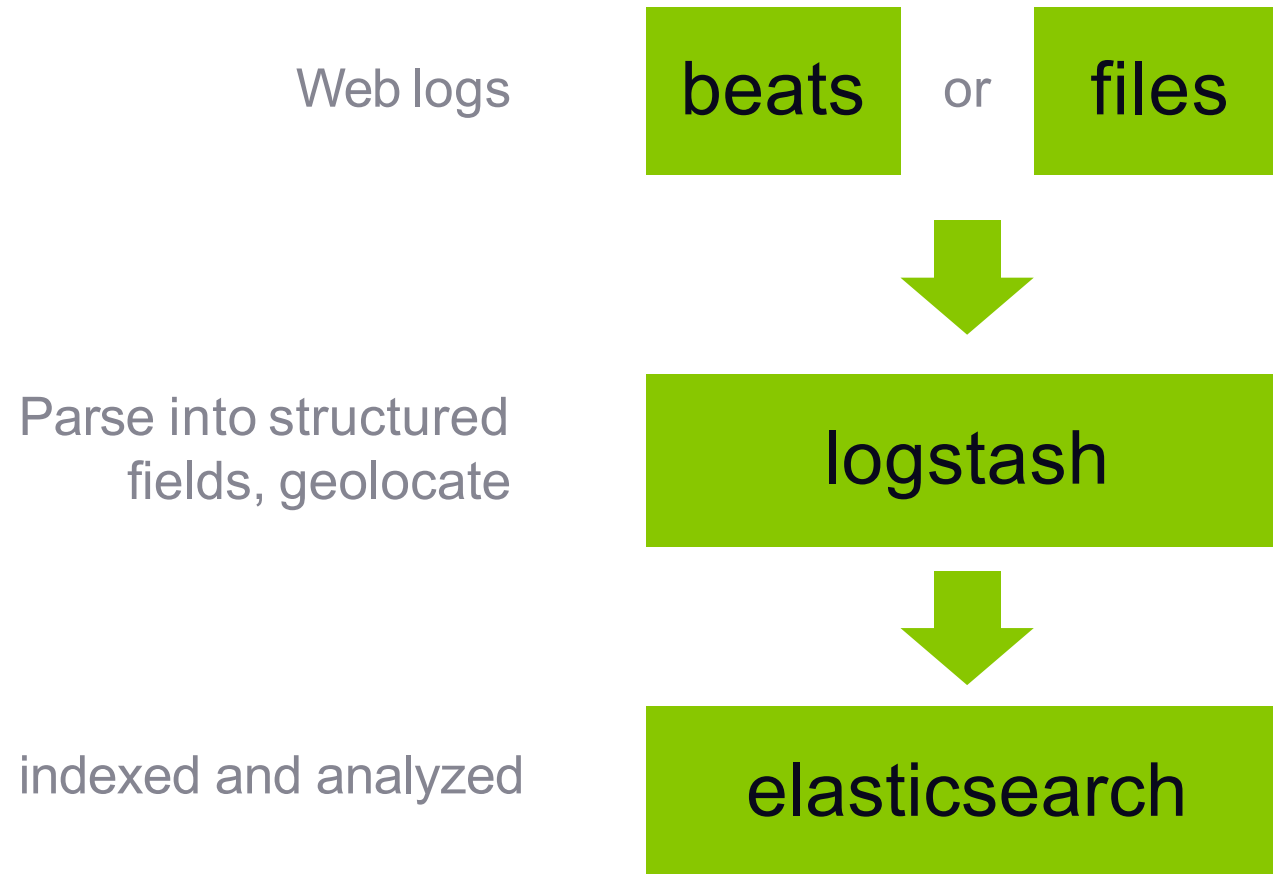 Web logs
beats or files
Parse into structured
fields, geolocate
logstash
indexed and analyzed
elasticsearch